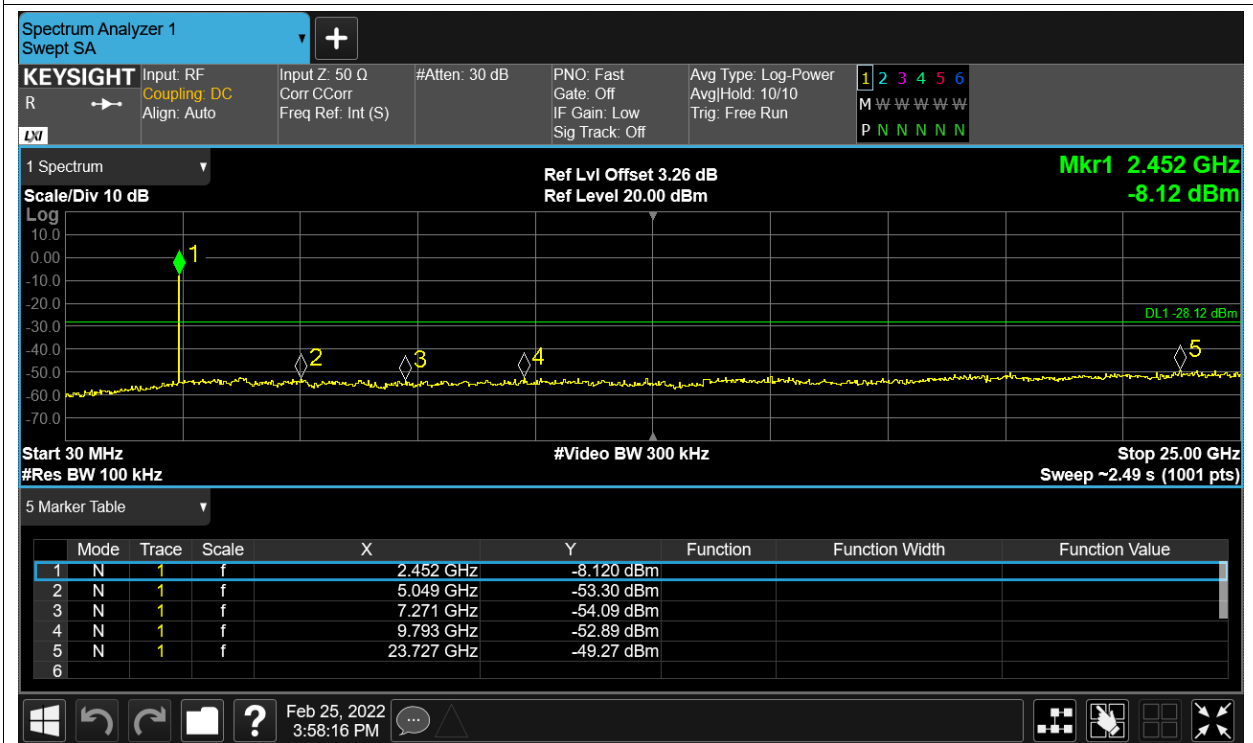 Spectrum Analyzer 1
Swept SA
+
KEYSIGHT Input: RF Input Z: 50 Ω #Atten: 30 dB PNO: Fast Avg Type: Log-Power 1 2 3 4 5 6
R Coupling: DC Corr CCorr Gate: Off Avg|Hold: 10/10 M W W W W W
Align: Auto Freq Ref: Int (S) IF Gain: Low Trig: Free Run
LXI Sig Track: Off P N N N N N
1 Spectrum Ref Lvl Offset 3.26 dB Mkr1 2.452 GHz
Scale/Div 10 dB Ref Level 20.00 dBm -8.12 dBm
Log
10.0
0.00 1
-10.0
-20.0
DL1 -28.12 dBm
-30.0
-40.0 2 3 4 5
-50.0
-60.0
-70.0
Start 30 MHz #Video BW 300 kHz Stop 25.00 GHz
#Res BW 100 kHz Sweep ~2.49 s (1001 pts)
5 Marker Table
Mode Trace Scale X Y Function Function Width Function Value
1 N 1 f 2.452 GHz -8.120 dBm
2 N 1 f 5.049 GHz -53.30 dBm
3 N 1 f 7.271 GHz -54.09 dBm
4 N 1 f 9.793 GHz -52.89 dBm
5 N 1 f 23.727 GHz -49.27 dBm
6
? Feb 25, 2022
3:58:16 PM